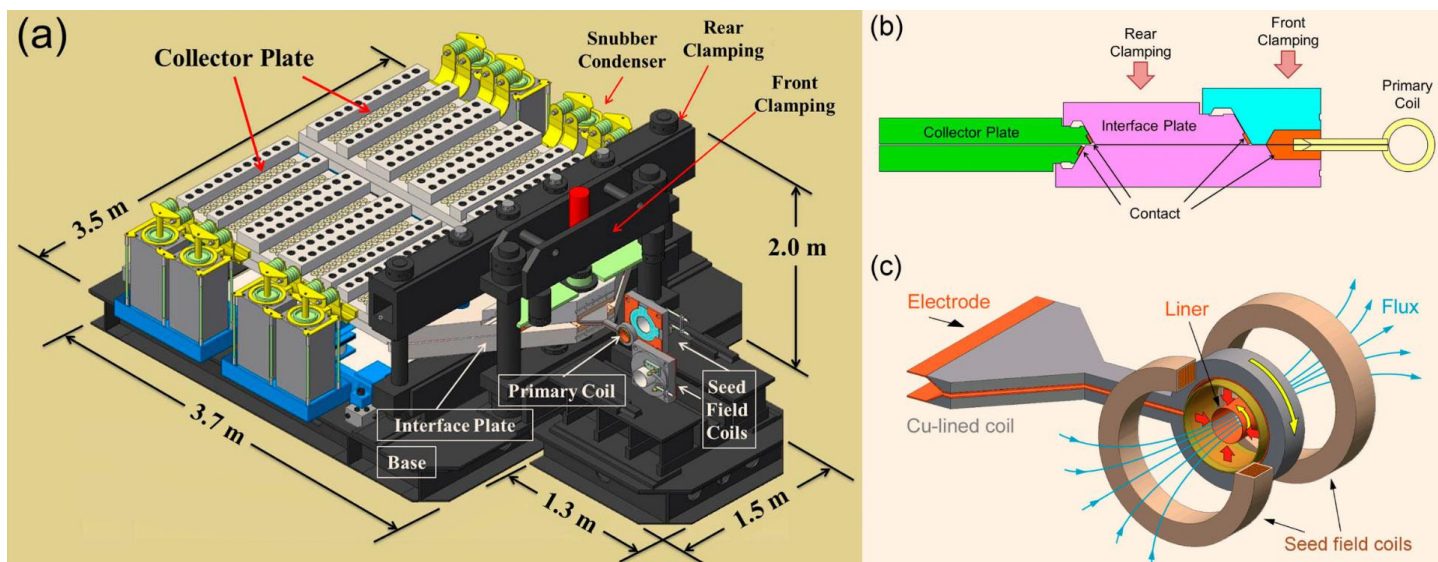 (a)
Collector Plate
Snubber
Condenser
Rear
Clamping
Front
Clamping
3.5 m
2.0 m
3.7 m
Primary Coil
Seed
Field
Coils
Interface Plate
Base
1.3 m
1.5 m
(b)
Rear
Clamping
Front
Clamping
Primary
Coil
Collector Plate
Interface Plate
Contact
(c)
Electrode
Liner
Flux
Cu-lined coil
Seed field coils